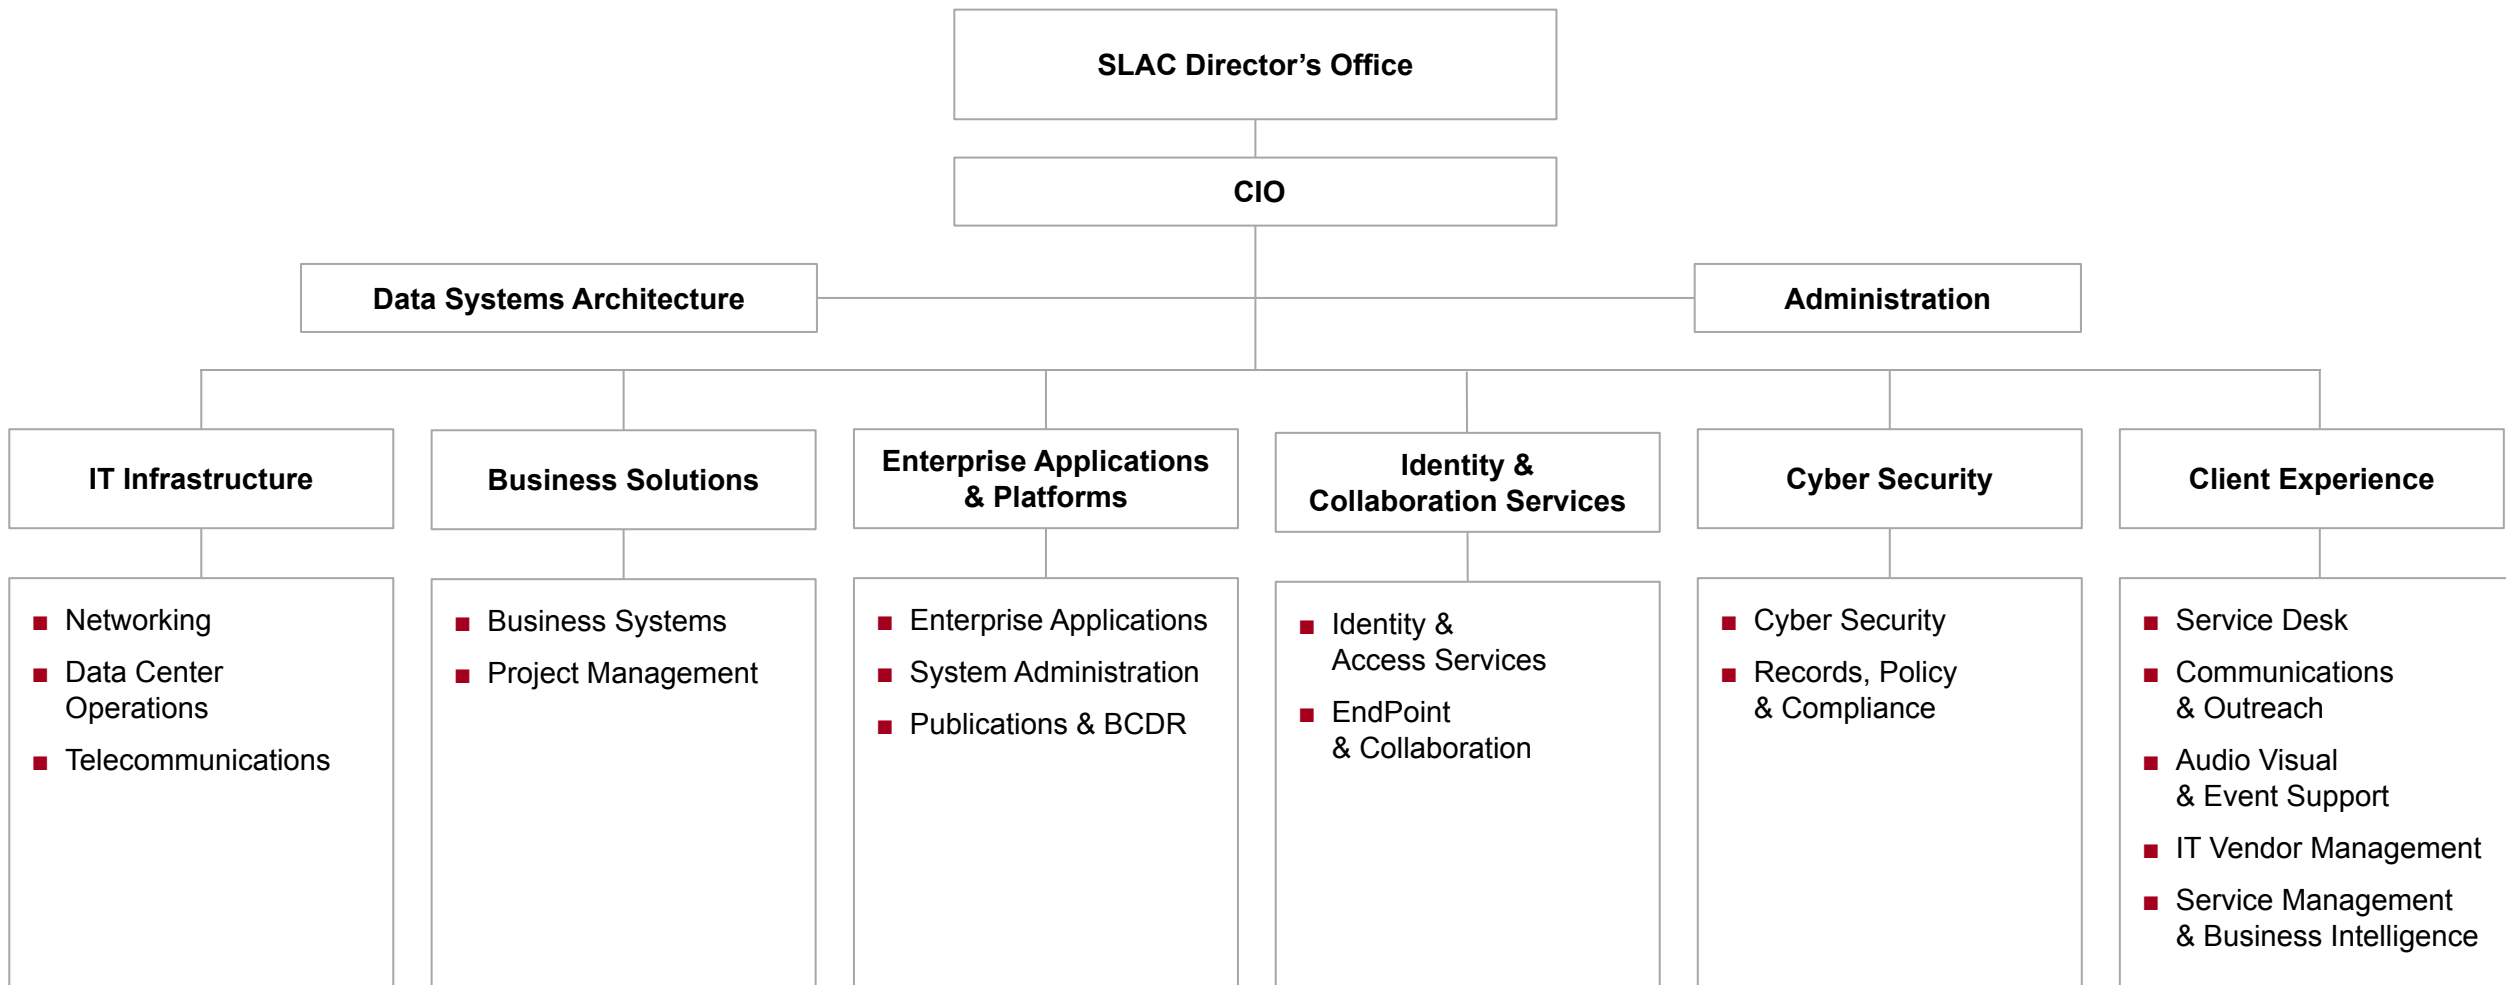 SLAC Director’s Office
CIO
Data Systems Architecture
Administration
IT Infrastructure
Business Solutions
Enterprise Applications
& Platforms
Identity &
Collaboration Services
Cyber Security
Client Experience
■ Networking
■ Data Center
Operations
■ Telecommunications
■ Business Systems
■ Project Management
■ Enterprise Applications
■ System Administration
■ Publications & BCDR
■ Identity &
Access Services
■ EndPoint
& Collaboration
■ Cyber Security
■ Records, Policy
& Compliance
■ Service Desk
■ Communications
& Outreach
■ Audio Visual
& Event Support
■ IT Vendor Management
■ Service Management
& Business Intelligence